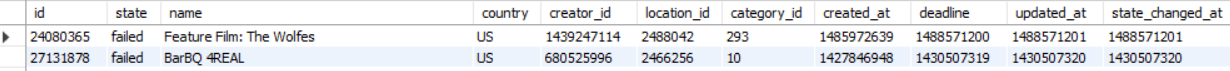 id state name country creator_id location_id category_id created_at deadline updated_at state_changed_at
24080365 failed Feature Film: The Wolfes US 1439247114 2488042 293 1485972639 1488571200 1488571201 1488571201
27131878 failed BarBQ 4REAL US 680525996 2466256 10 1427846948 1430507319 1430507320 1430507320